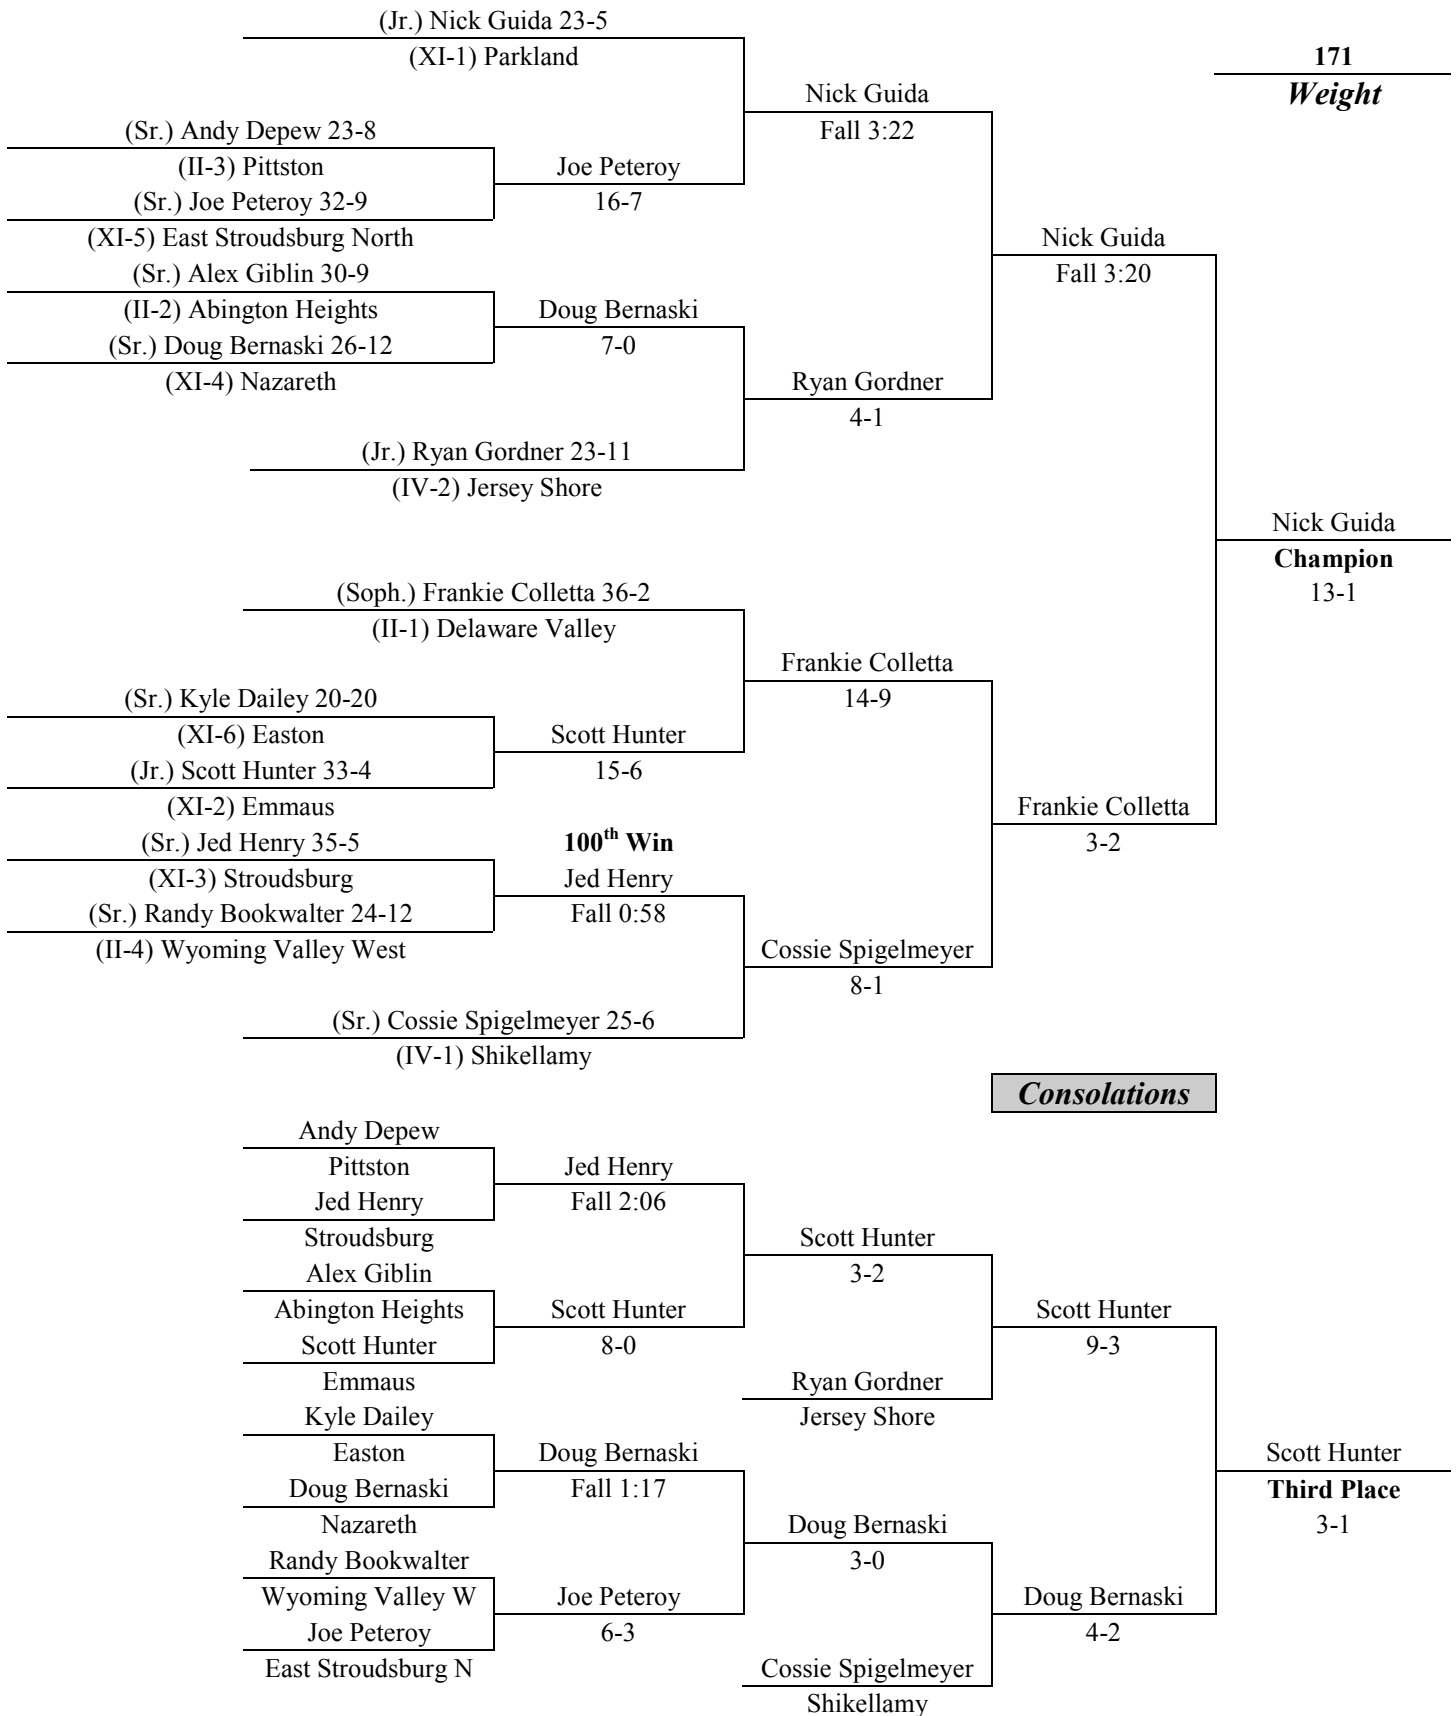 (Jr.) Nick Guida 23-5
(XI-1) Parkland
171
Weight
Nick Guida
Fall 3:22
(Sr.) Andy Depew 23-8
(II-3) Pittston
Joe Peteroy
(Sr.) Joe Peteroy 32-9
16-7
(XI-5) East Stroudsburg North
Nick Guida
(Sr.) Alex Giblin 30-9
Fall 3:20
(II-2) Abington Heights
Doug Bernaski
(Sr.) Doug Bernaski 26-12
7-0
(XI-4) Nazareth
Ryan Gordner
4-1
(Jr.) Ryan Gordner 23-11
(IV-2) Jersey Shore
Nick Guida
Champion
13-1
(Soph.) Frankie Colletta 36-2
(II-1) Delaware Valley
Frankie Colletta
14-9
(Sr.) Kyle Dailey 20-20
(XI-6) Easton
Scott Hunter
(Jr.) Scott Hunter 33-4
15-6
(XI-2) Emmaus
Frankie Colletta
3-2
(Sr.) Jed Henry 35-5
100th Win
(XI-3) Stroudsburg
Jed Henry
(Sr.) Randy Bookwalter 24-12
Fall 0:58
(II-4) Wyoming Valley West
Cossie Spigelmeyer
8-1
(Sr.) Cossie Spigelmeyer 25-6
(IV-1) Shikellamy
Consolations
Andy Depew
Pittston
Jed Henry
Jed Henry
Fall 2:06
Stroudsburg
Scott Hunter
Alex Giblin
3-2
Abington Heights
Scott Hunter
Scott Hunter
Scott Hunter
8-0
9-3
Emmaus
Ryan Gordner
Kyle Dailey
Jersey Shore
Easton
Doug Bernaski
Scott Hunter
Doug Bernaski
Fall 1:17
Third Place
Nazareth
Doug Bernaski
3-1
Randy Bookwalter
3-0
Wyoming Valley W
Joe Peteroy
Doug Bernaski
Joe Peteroy
6-3
4-2
East Stroudsburg N
Cossie Spigelmeyer
Shikellamy